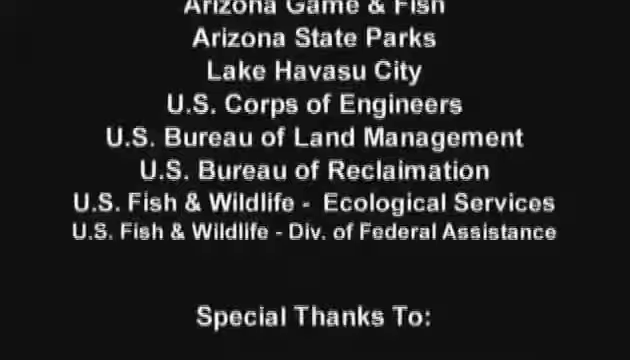 Arizona Game & Fish
Arizona State Parks
Lake Havasu City
U.S. Corps of Engineers
U.S. Bureau of Land Management
U.S. Bureau of Reclaimation
U.S. Fish & Wildlife - Ecological Services
U.S. Fish & Wildlife - Div. of Federal Assistance
Special Thanks To: